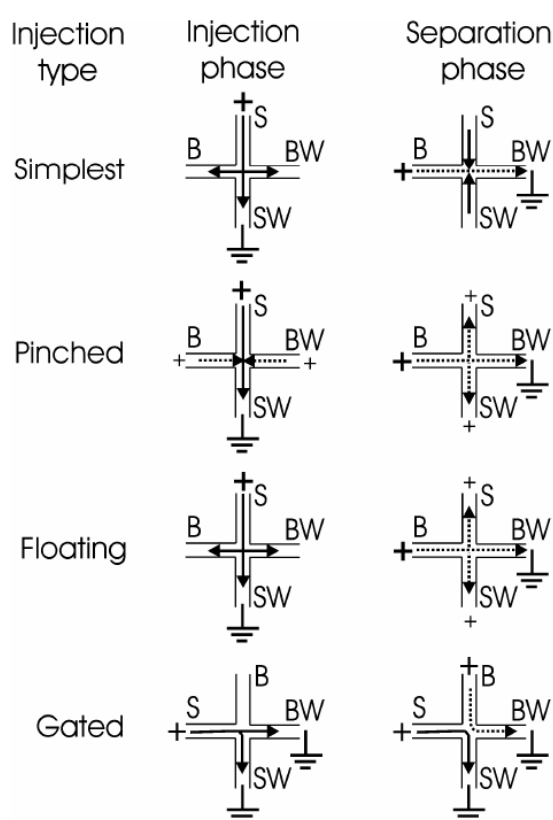 Injection type Injection phase Separation phase
Simplest
+ S B BW SW
S B + BW SW
Pinched
+ S B BW + + SW
+ S B + BW SW +
Floating
+ S B BW SW
+ S B + BW SW +
Gated
B S + BW SW
+ B S + BW SW